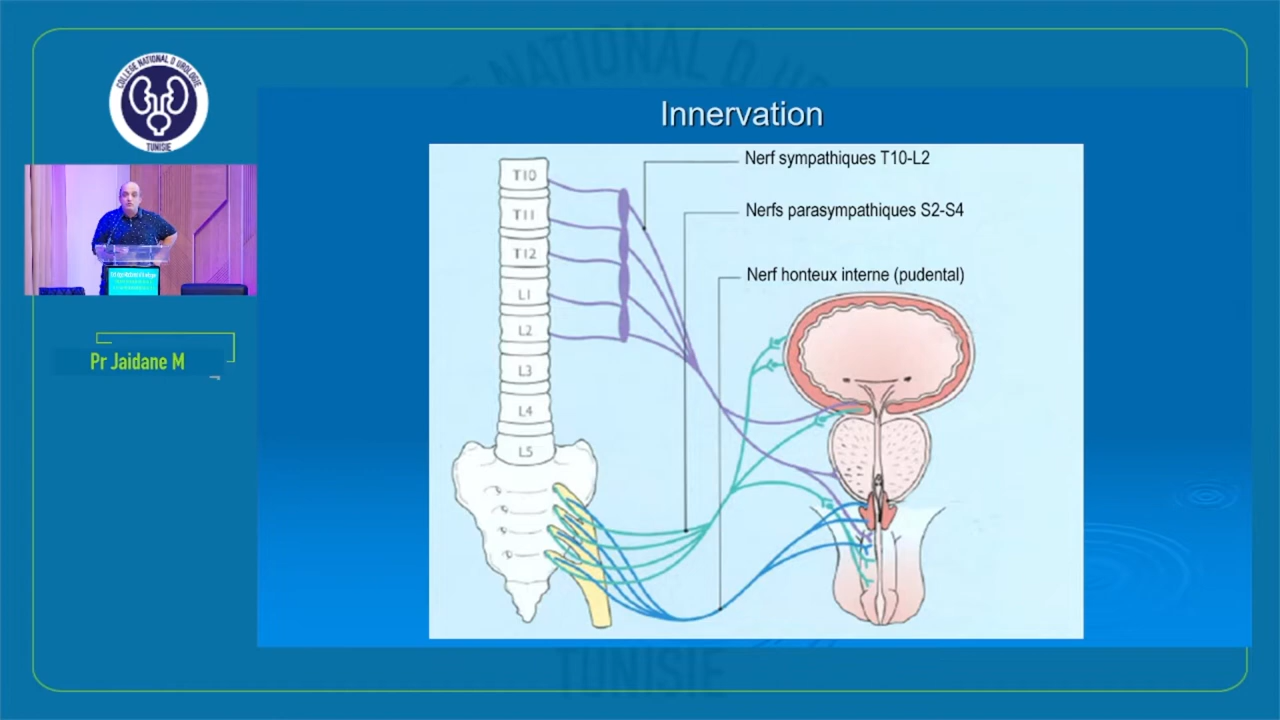 COLLEGE NATIONAL D UROLOGIE
TUNISIE
Pr Jaidane M
Innervation
Nerf sympathiques T10-L2
Nerfs parasympathiques S2-S4
Nerf honteux interne (pudental)
T10
T11
T12
L1
L2
L3
L4
L5
NATIONAL D U
TUNISIE